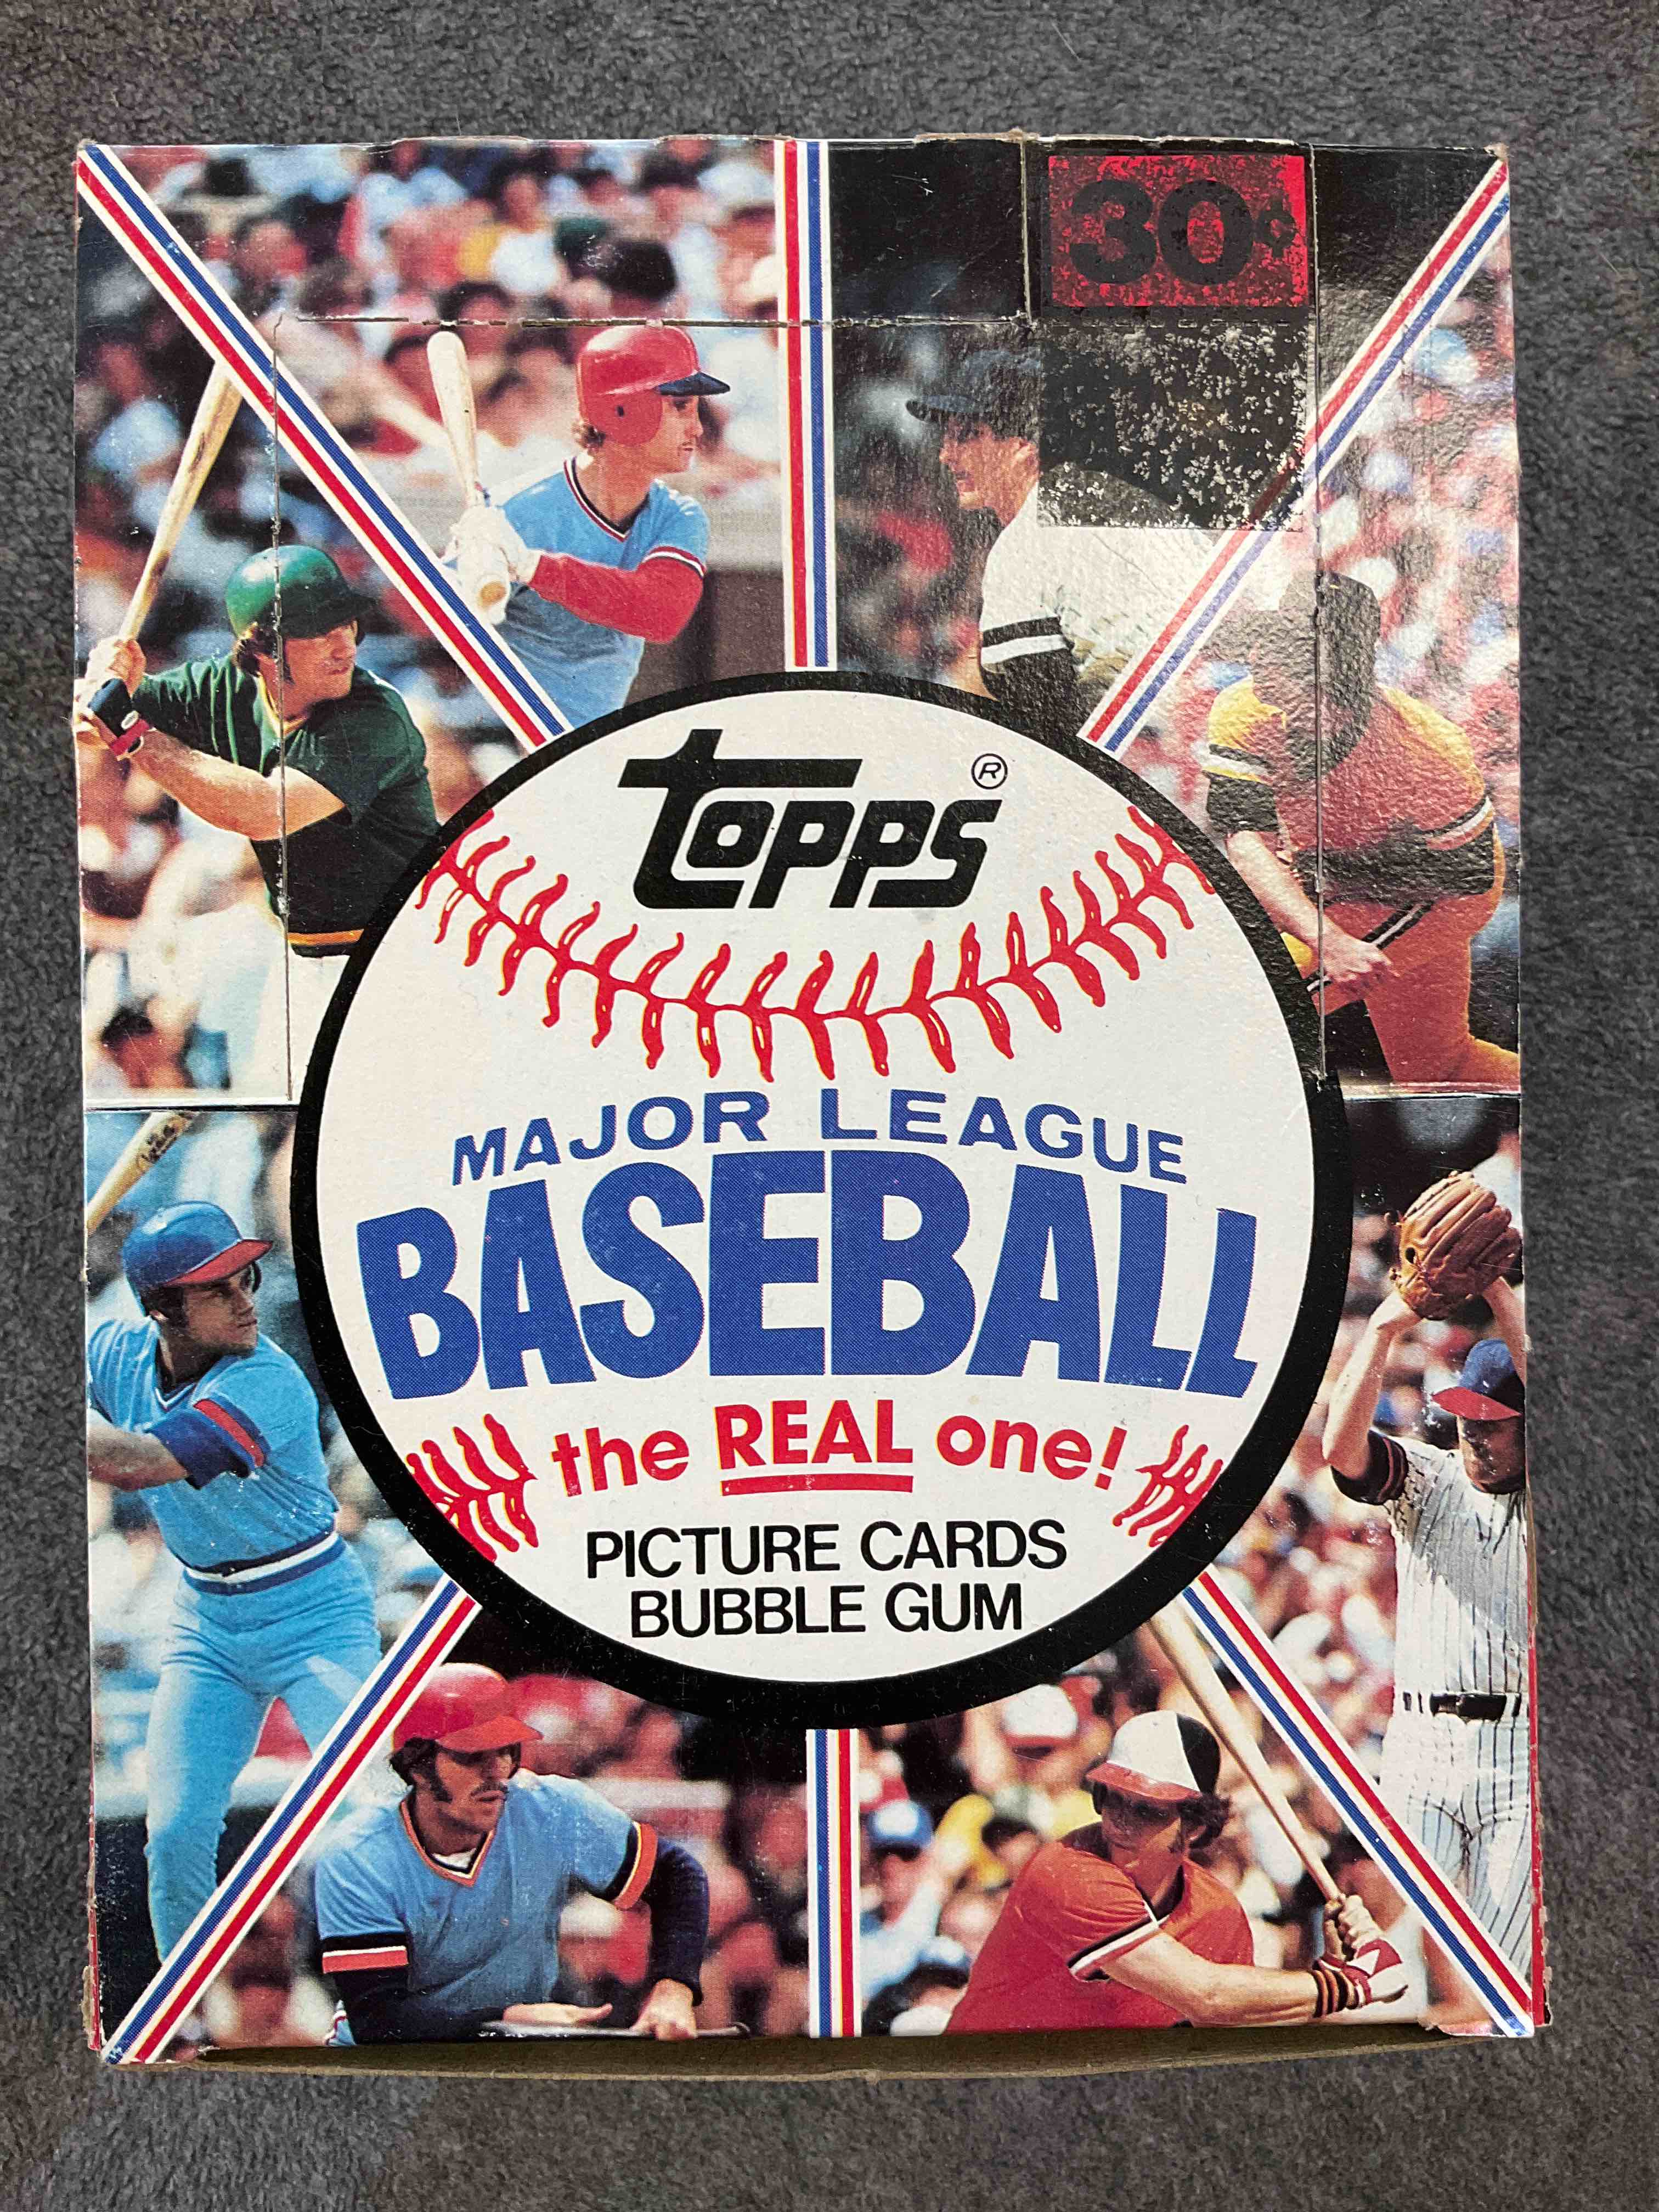 30¢
TOPPS®
MAJOR LEAGUE
BASEBALL
the REAL one!
PICTURE CARDS
BUBBLE GUM